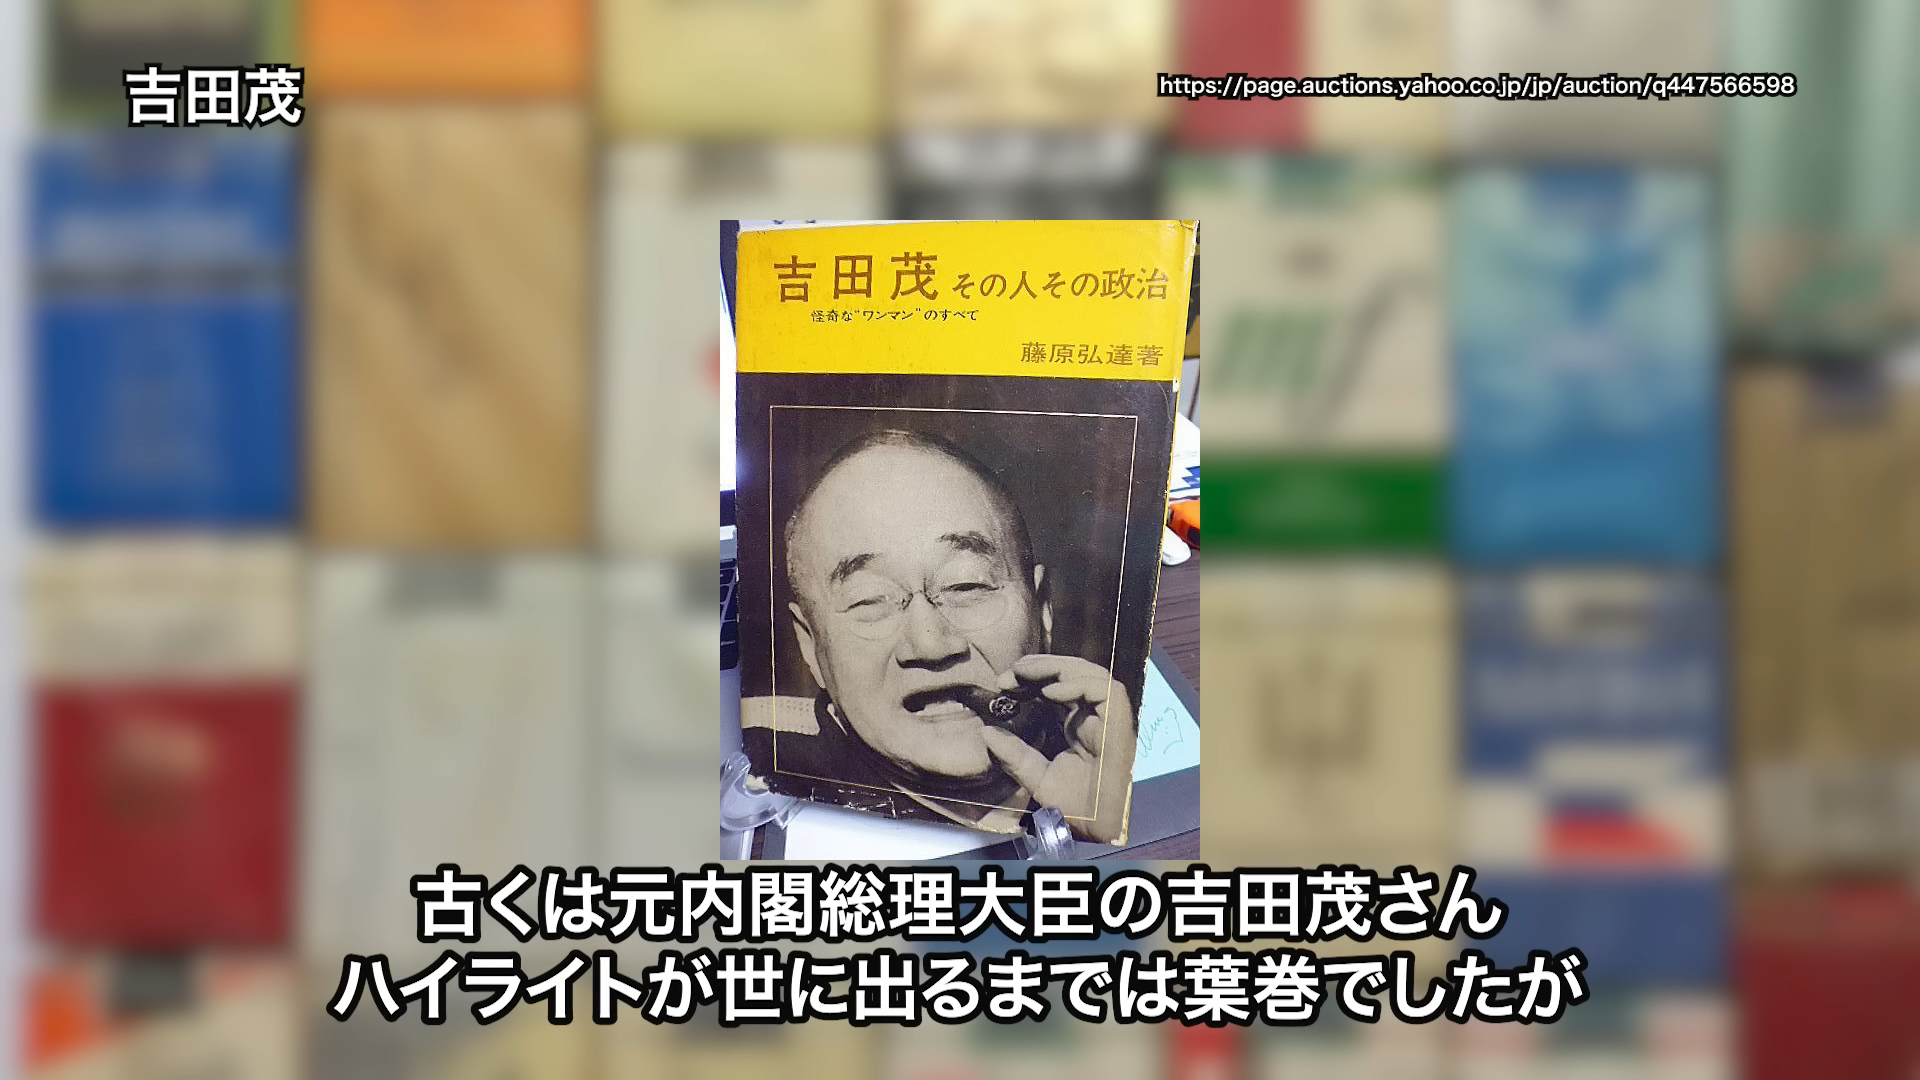 吉田茂
https://page.auctions.yahoo.co.jp/jp/auction/q447566598
吉田茂 その人その政治
怪奇な“ワンマン”のすべて
藤原弘達著
古くは元内閣総理大臣の吉田茂さん
ハイライトが世に出るまでは葉巻でしたが